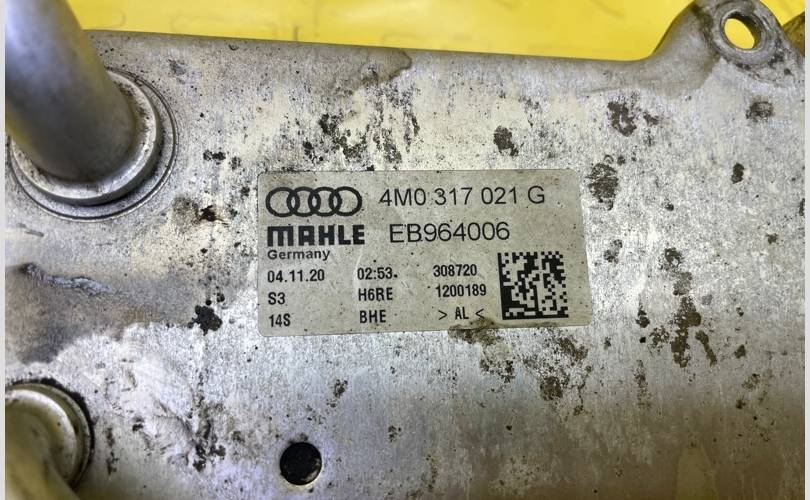 4M0 317 021 G
MAHLE EB964006
Germany
04.11.20 02:53 308720
S3 H6RE 1200189
14S BHE > AL <